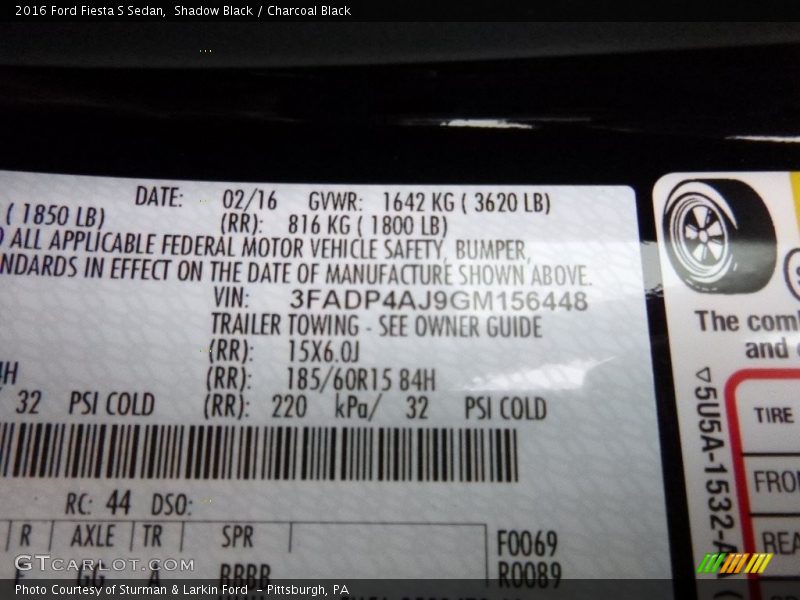 2016 Ford Fiesta S Sedan, Shadow Black / Charcoal Black
DATE: 02/16 GVWR: 1642 KG ( 3620 LB)
( 1850 LB) (RR): 816 KG ( 1800 LB)
ALL APPLICABLE FEDERAL MOTOR VEHICLE SAFETY, BUMPER,
NDARDS IN EFFECT ON THE DATE OF MANUFACTURE SHOWN ABOVE.
VIN: 3FADP4AJ9GM156448
TRAILER TOWING - SEE OWNER GUIDE
(RR): 15X6.0J
4H (RR): 185/60R15 84H
32 PSI COLD (RR): 220 kPa/ 32 PSI COLD
RC: 44 DSO:
R AXLE TR SPR F0069
GG A BBBB R0089
The com
and
5U5A-1532-A
TIRE
FRO
REA
GTCarLot.com
Photo Courtesy of Sturman & Larkin Ford - Pittsburgh, PA